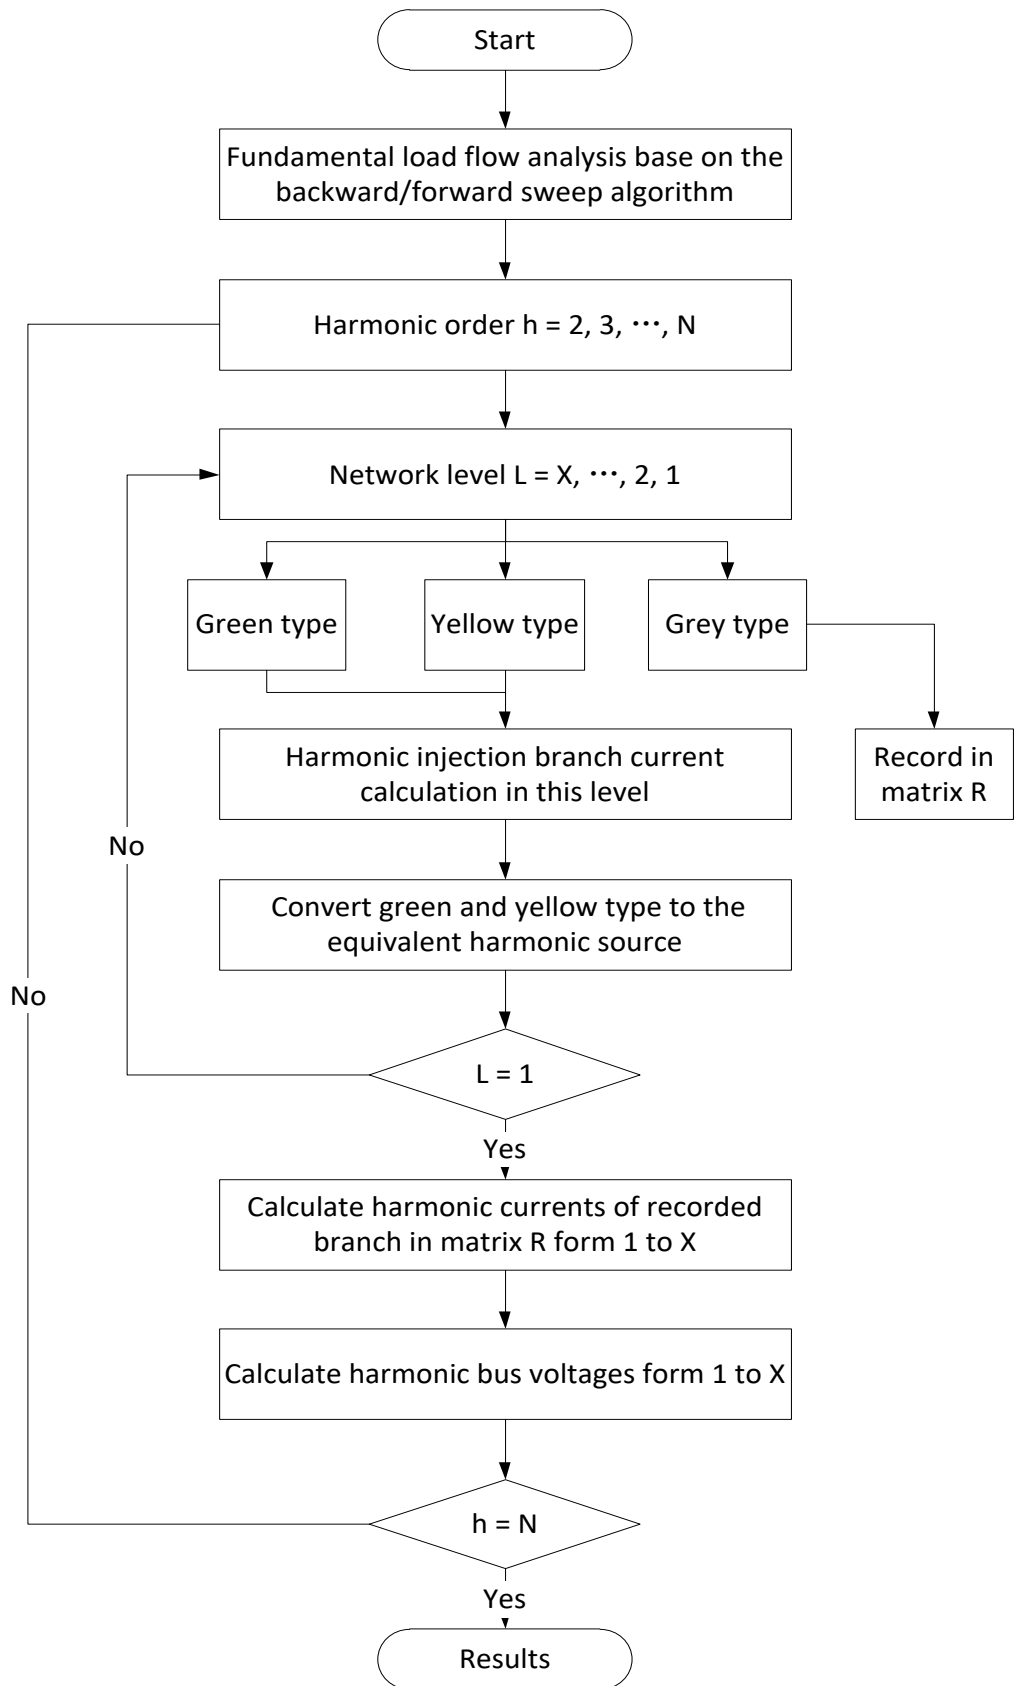 Start
Fundamental load flow analysis base on the
backward/forward sweep algorithm
Harmonic order h = 2, 3, ···, N
Network level L = X, ···, 2, 1
Green type
Yellow type
Grey type
Harmonic injection branch current
calculation in this level
Record in
matrix R
No
Convert green and yellow type to the
equivalent harmonic source
No
L = 1
Yes
Calculate harmonic currents of recorded
branch in matrix R form 1 to X
Calculate harmonic bus voltages form 1 to X
h = N
Yes
Results